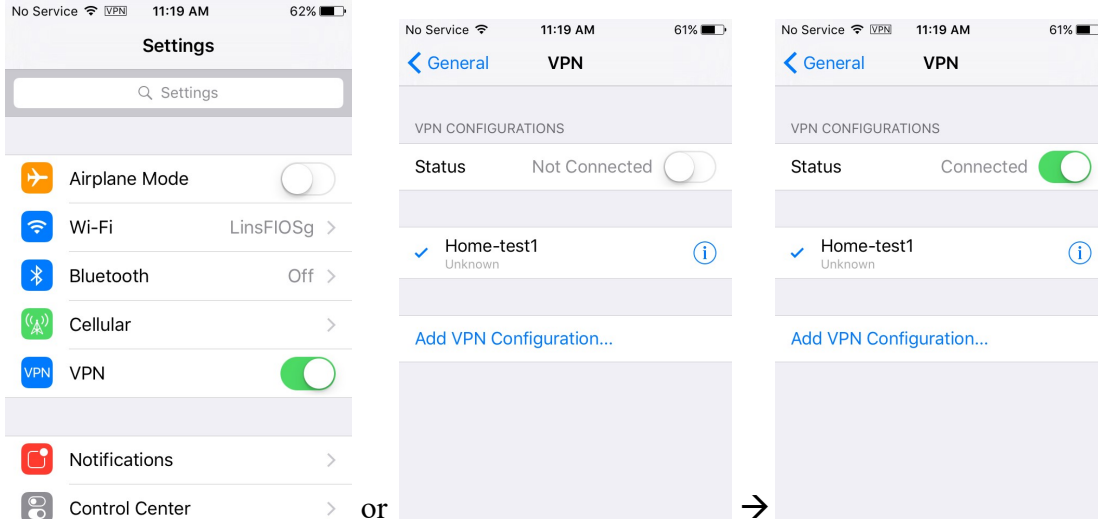 No Service VPN 11:19 AM 62%
Settings
Settings
Airplane Mode
Wi-Fi LinsFIOSg
Bluetooth Off
Cellular
VPN VPN
Notifications
Control Center
or
No Service 11:19 AM 61%
General VPN
VPN CONFIGURATIONS
Status Not Connected
Home-test1
Unknown
Add VPN Configuration...
→
No Service VPN 11:19 AM 61%
General VPN
VPN CONFIGURATIONS
Status Connected
Home-test1
Unknown
Add VPN Configuration...